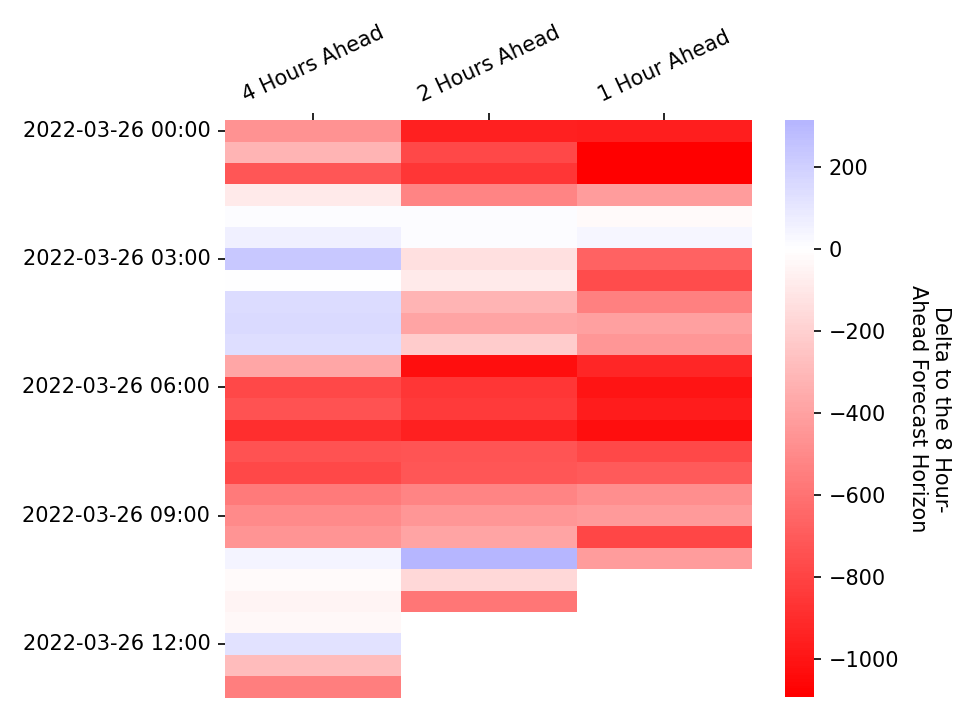 4 Hours Ahead
2 Hours Ahead
1 Hour Ahead
2022-03-26 00:00
2022-03-26 03:00
2022-03-26 06:00
2022-03-26 09:00
2022-03-26 12:00
200
0
−200
−400
−600
−800
−1000
Delta to the 8 Hour-
Ahead Forecast Horizon